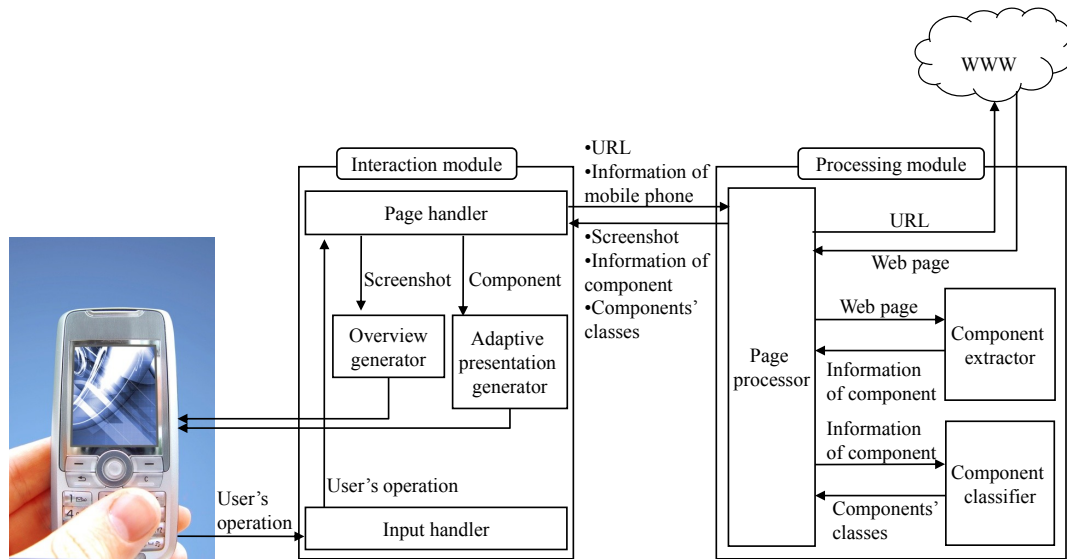 WWW
Interaction module
•URL
•Information of
mobile phone
Processing module
Page handler
URL
•Screenshot
•Information of
component
•Components’
classes
Web page
Screenshot
Component
Overview
generator
Adaptive
presentation
generator
Page
processor
Web page
Component
extractor
Information
of component
Information
of component
Component
classifier
Components’
classes
User’s operation
User’s
operation
Input handler